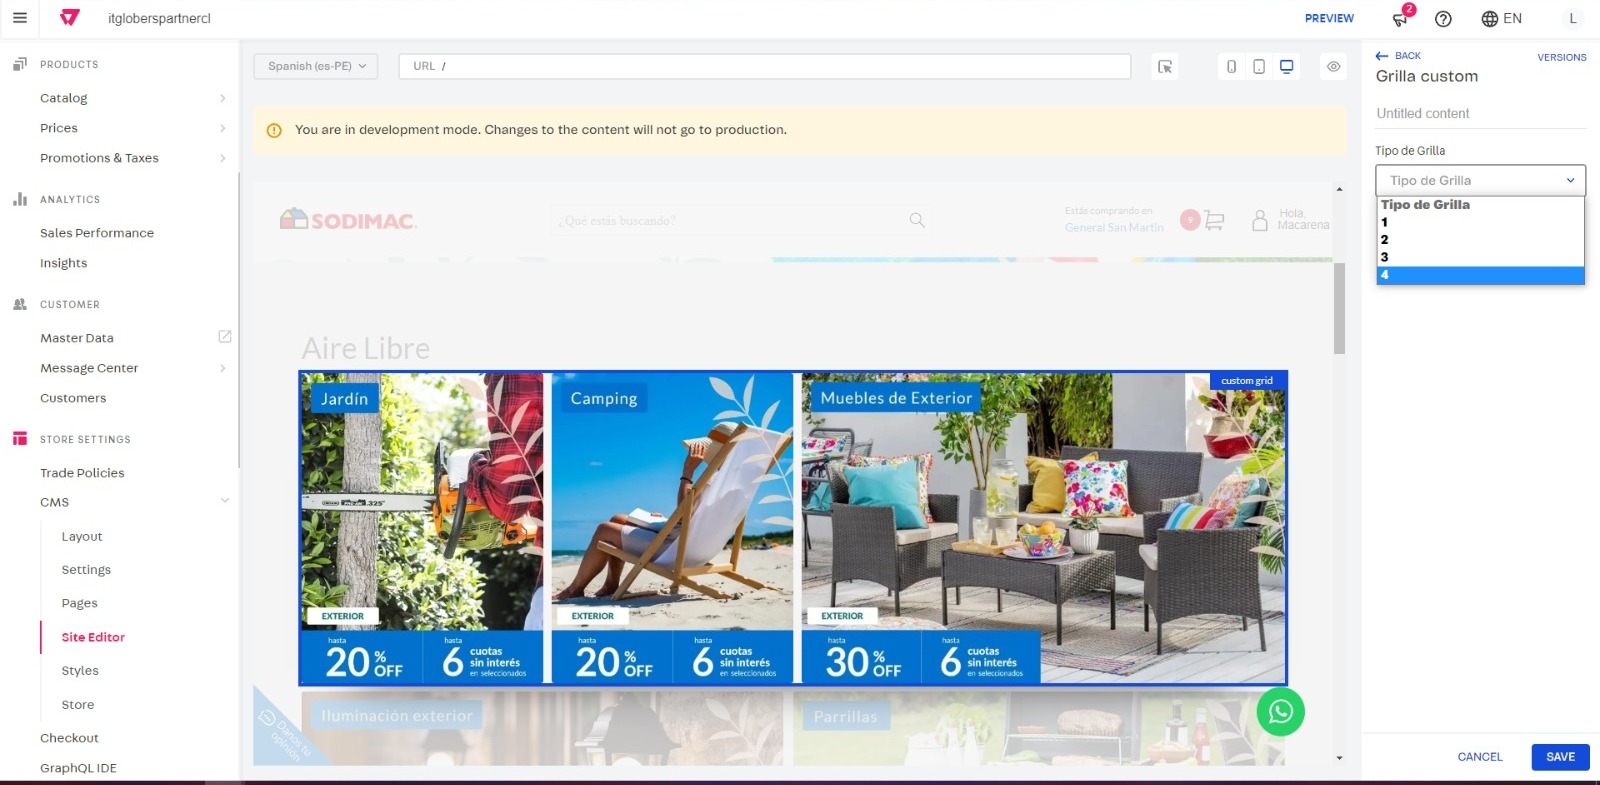 itgloberspartnercl
PREVIEW
2
EN
L
PRODUCTS
Catalog
Prices
Promotions & Taxes
ANALYTICS
Sales Performance
Insights
CUSTOMER
Master Data
Message Center
Customers
STORE SETTINGS
Trade Policies
CMS
Layout
Settings
Pages
Site Editor
Styles
Store
Checkout
GraphQL IDE
Spanish (es-PE)
URL /
You are in development mode. Changes to the content will not go to production.
SODIMAC.
¿Qué estás buscando?
Estás comprando en
General San Martin
9
Hola,
Macarena
Aire Libre
custom grid
Jardín
.325"
EXTERIOR
hasta
20% OFF
hasta
6 cuotas
sin interés
en seleccionados
Camping
EXTERIOR
hasta
20% OFF
hasta
6 cuotas
sin interés
en seleccionados
Muebles de Exterior
EXTERIOR
hasta
30% OFF
hasta
6 cuotas
sin interés
en seleccionados
Iluminación exterior
Parrillas
Danos tu
opinión
BACK
VERSIONS
Grilla custom
Untitled content
Tipo de Grilla
Tipo de Grilla
Tipo de Grilla
1
2
3
4
CANCEL
SAVE